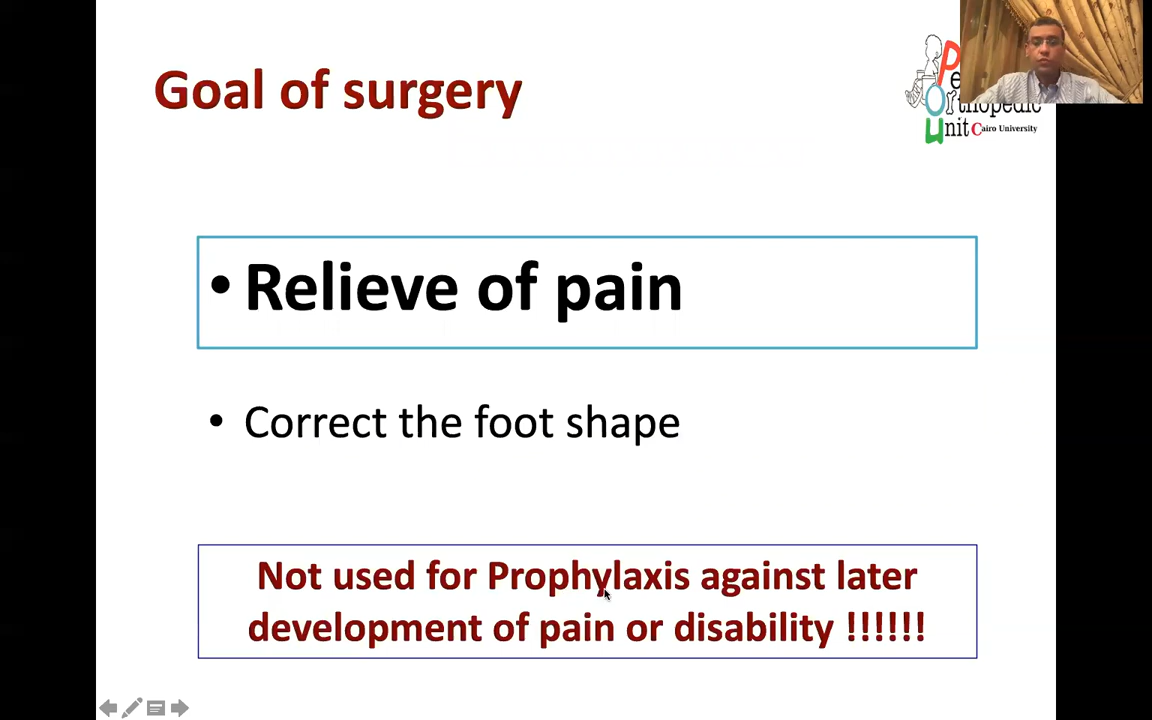 Goal of surgery
Orthopedic
Unit Cairo University
• Relieve of pain
• Correct the foot shape
Not used for Prophylaxis against later
development of pain or disability !!!!!!